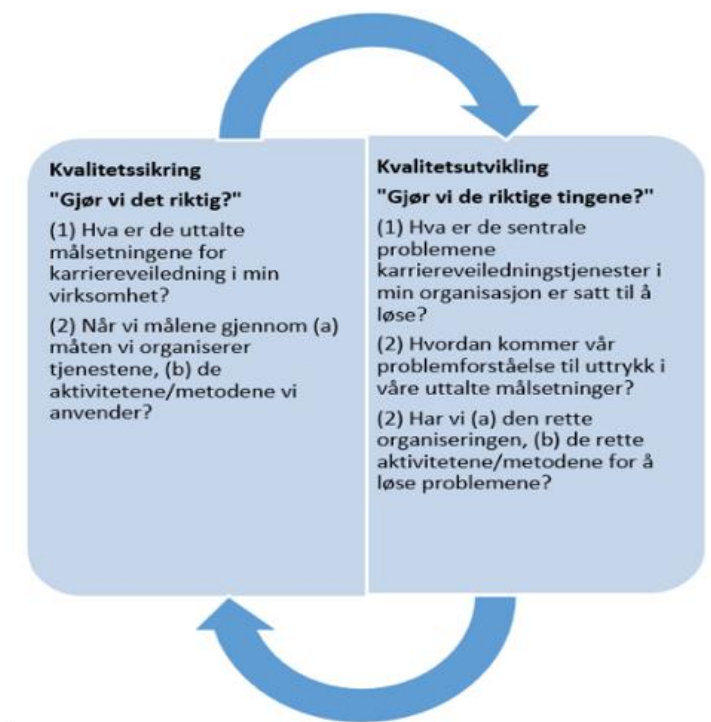 Kvalitetssikring
"Gjør vi det riktig?"
(1) Hva er de uttalte
målsetningene for
karriereveiledning i min
virksomhet?
(2) Når vi målene gjennom (a)
måten vi organiserer
tjenestene, (b) de
aktivitetene/metodene vi
anvender?
Kvalitetsutvikling
"Gjør vi de riktige tingene?"
(1) Hva er de sentrale
problemene
karriereveiledningstjenester i
min organisasjon er satt til å
løse?
(2) Hvordan kommer vår
problemforståelse til uttrykk i
våre uttalte målsetninger?
(2) Har vi (a) den rette
organiseringen, (b) de rette
aktivitetene/metodene for å
løse problemene?